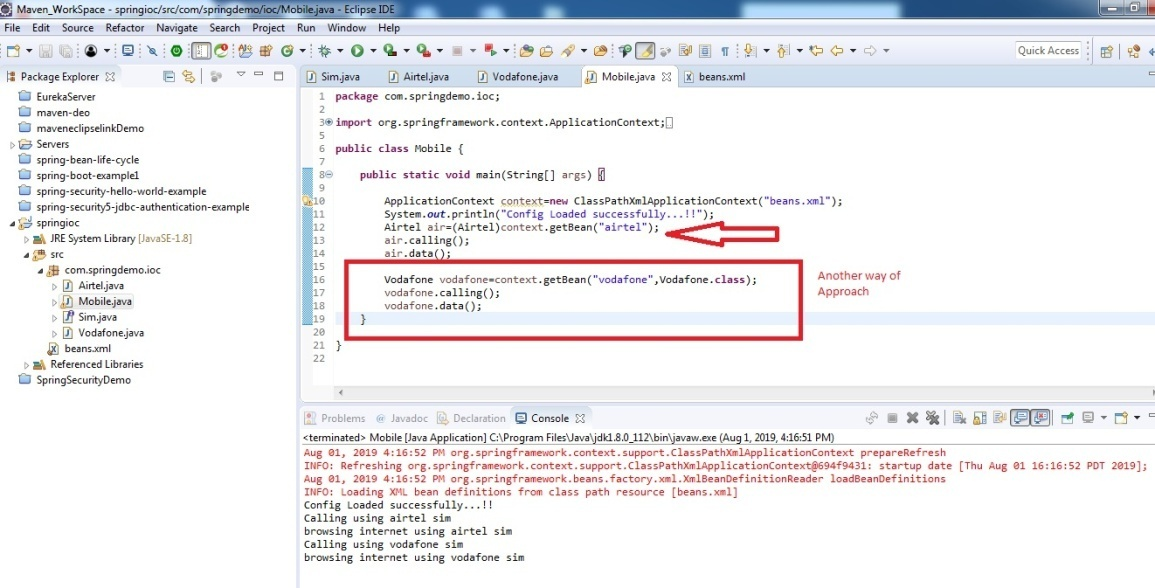 Maven_WorkSpace - springioc/src/com/springdemo/ioc/Mobile.java - Eclipse IDE
File Edit Source Refactor Navigate Search Project Run Window Help
Quick Access
Package Explorer
EurekaServer
maven-deo
maveneclipselinkDemo
Servers
spring-bean-life-cycle
spring-boot-example1
spring-security-hello-world-example
spring-security5-jdbc-authentication-example
springioc
JRE System Library [JavaSE-1.8]
src
com.springdemo.ioc
Airtel.java
Mobile.java
Sim.java
Vodafone.java
beans.xml
Referenced Libraries
SpringSecurityDemo
Sim.java Airtel.java Vodafone.java Mobile.java beans.xml
1 package com.springdemo.ioc;
2
3 import org.springframework.context.ApplicationContext;
5
6 public class Mobile {
7
8 public static void main(String[] args) {
9
10 ApplicationContext context=new ClassPathXmlApplicationContext("beans.xml");
11 System.out.println("Config Loaded successfully...!!");
12 Airtel air=(Airtel)context.getBean("airtel");
13 air.calling();
14 air.data();
15
16 Vodafone vodafone=context.getBean("vodafone",Vodafone.class);
17 vodafone.calling();
18 vodafone.data();
19 }
20
21 }
22
Another way of
Approach
Problems Javadoc Declaration Console
<terminated> Mobile [Java Application] C:\Program Files\Java\jdk1.8.0_112\bin\javaw.exe (Aug 1, 2019, 4:16:51 PM)
Aug 01, 2019 4:16:52 PM org.springframework.context.support.ClassPathXmlApplicationContext prepareRefresh
INFO: Refreshing org.springframework.context.support.ClassPathXmlApplicationContext@694f9431: startup date [Thu Aug 01 16:16:52 PDT 2019];
Aug 01, 2019 4:16:52 PM org.springframework.beans.factory.xml.XmlBeanDefinitionReader loadBeanDefinitions
INFO: Loading XML bean definitions from class path resource [beans.xml]
Config Loaded successfully...!!
Calling using airtel sim
browsing internet using airtel sim
Calling using vodafone sim
browsing internet using vodafone sim